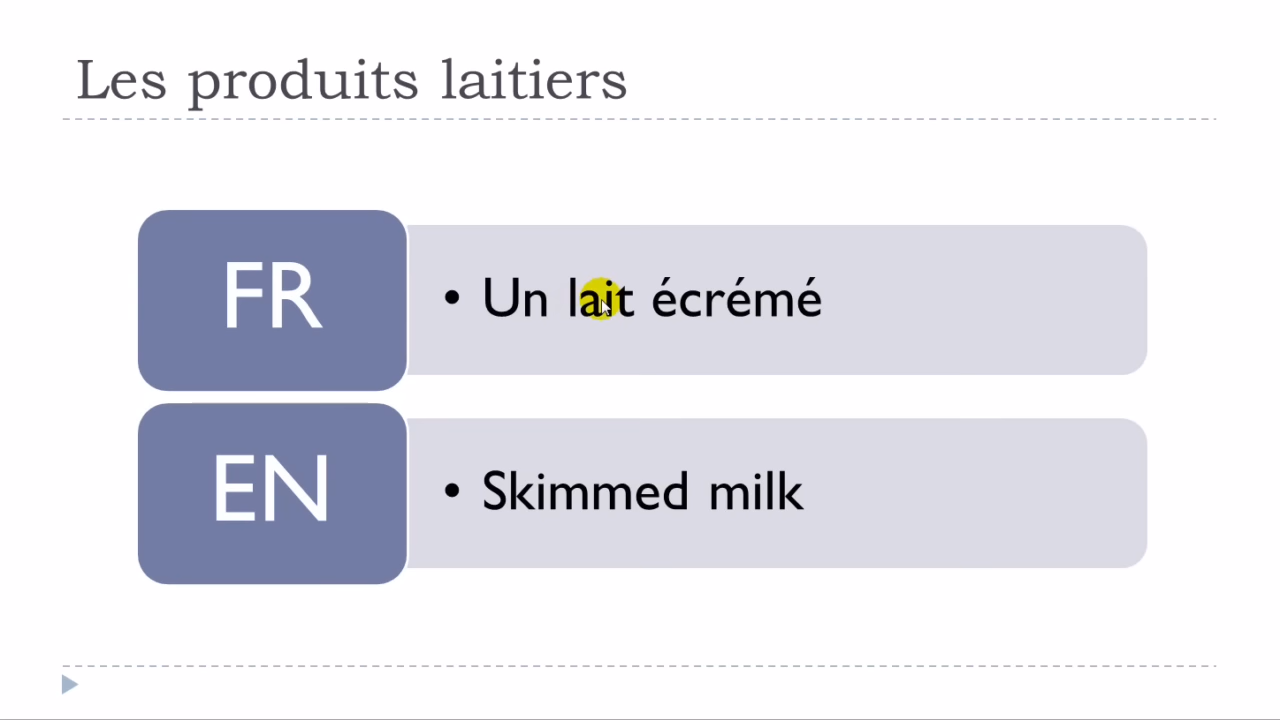 Les produits laitiers
FR
• Un lait écrémé
EN
• Skimmed milk